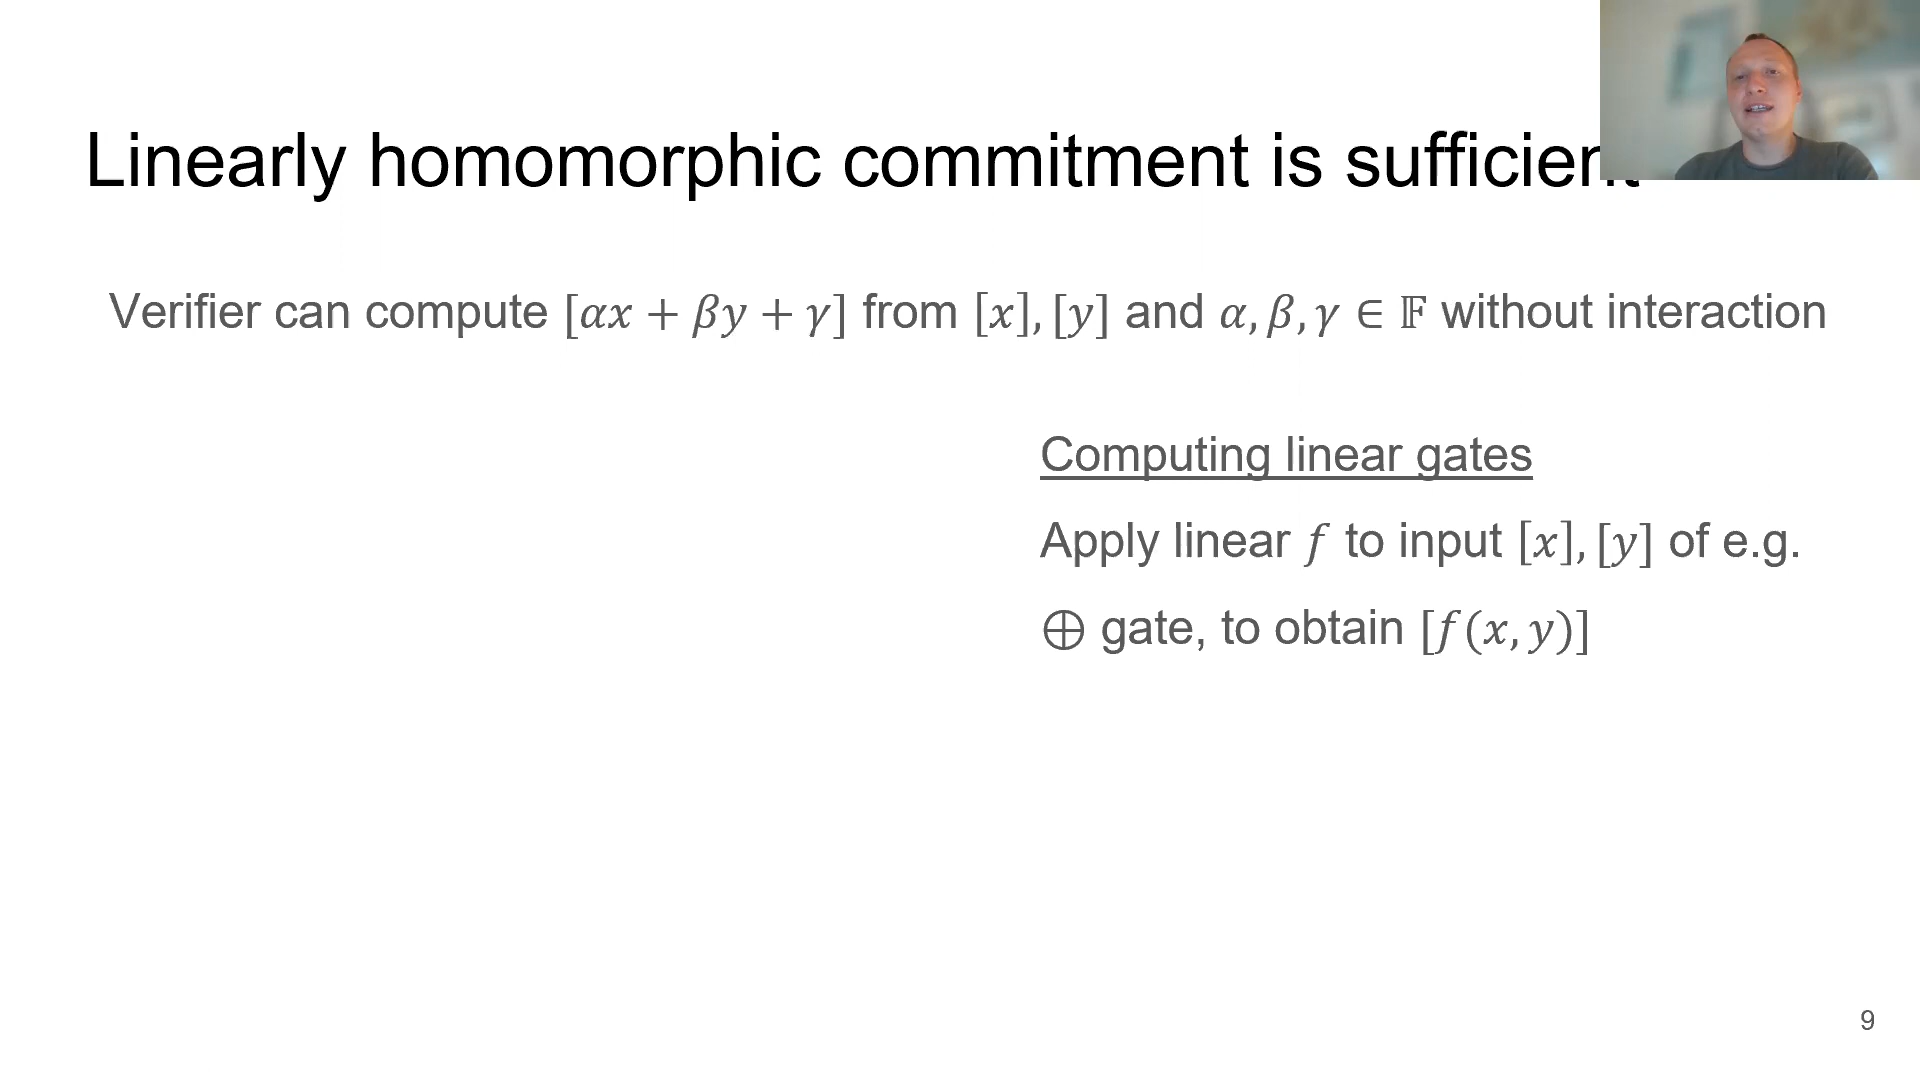 Linearly homomorphic commitment is sufficient
Verifier can compute [αx + βy + γ] from [x], [y] and α, β, γ ∈ 𝔽 without interaction
Computing linear gates
Apply linear f to input [x], [y] of e.g.
⊕ gate, to obtain [f(x, y)]
9